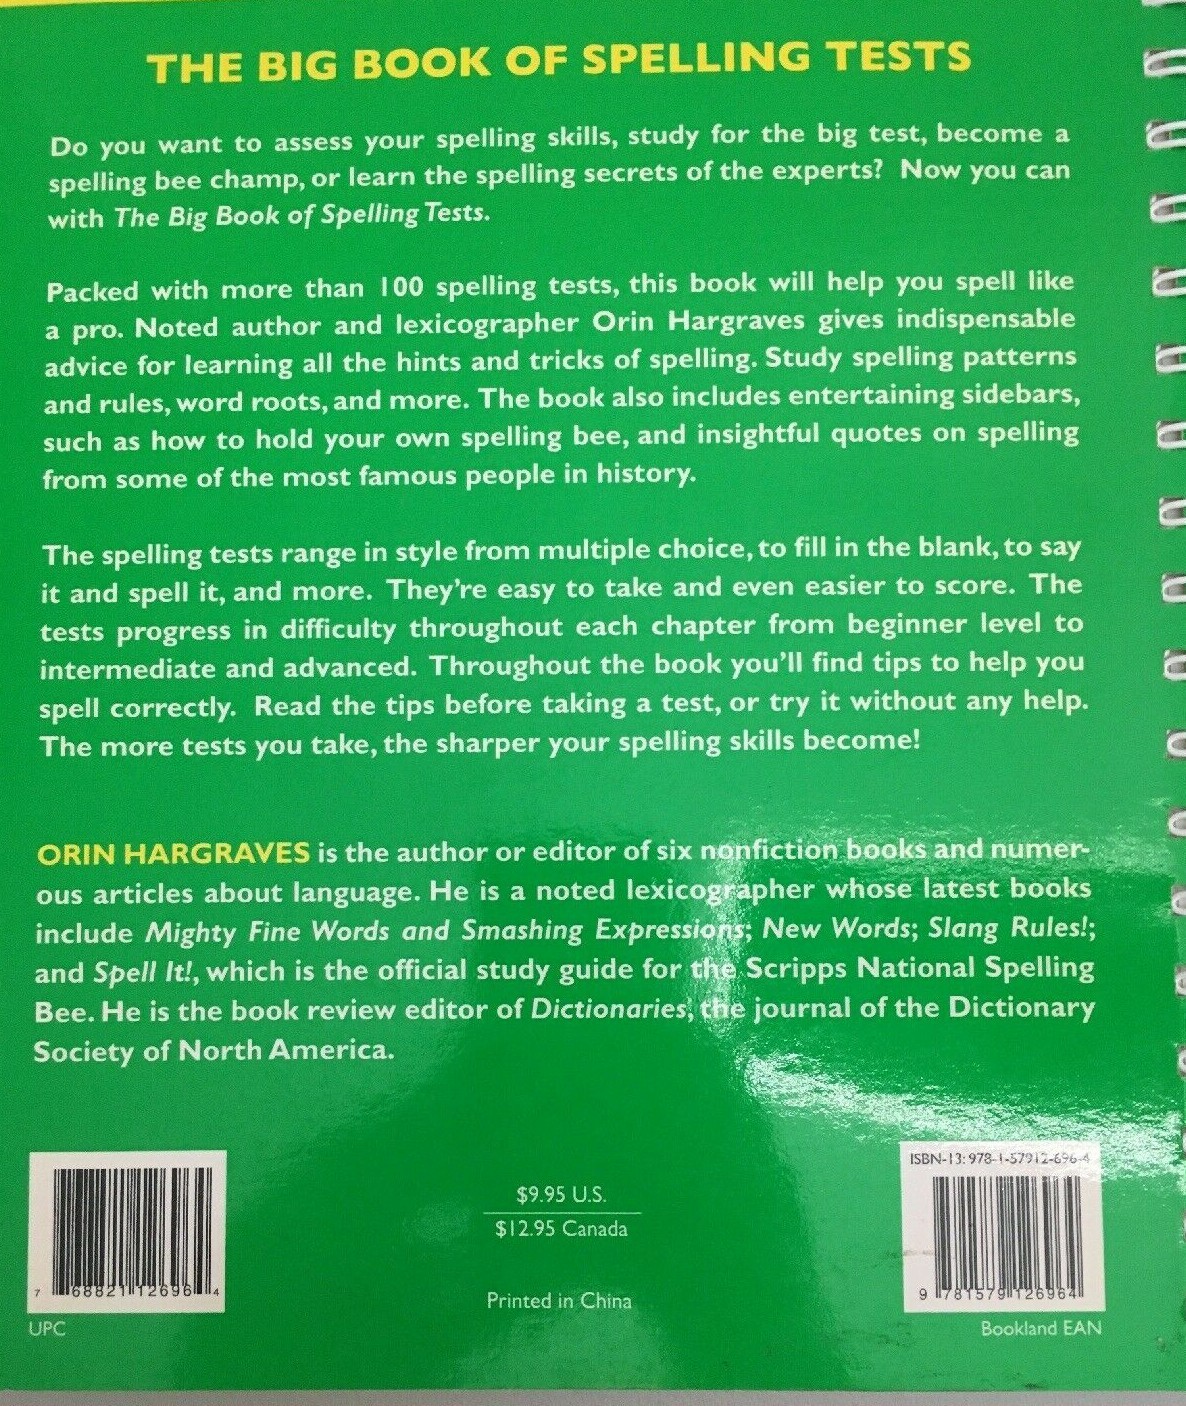 THE BIG BOOK OF SPELLING TESTS
Do you want to assess your spelling skills, study for the big test, become a
spelling bee champ, or learn the spelling secrets of the experts? Now you can
with The Big Book of Spelling Tests.
Packed with more than 100 spelling tests, this book will help you spell like
a pro. Noted author and lexicographer Orin Hargraves gives indispensable
advice for learning all the hints and tricks of spelling. Study spelling patterns
and rules, word roots, and more. The book also includes entertaining sidebars,
such as how to hold your own spelling bee, and insightful quotes on spelling
from some of the most famous people in history.
The spelling tests range in style from multiple choice, to fill in the blank, to say
it and spell it, and more. They're easy to take and even easier to score. The
tests progress in difficulty throughout each chapter from beginner level to
intermediate and advanced. Throughout the book you'll find tips to help you
spell correctly. Read the tips before taking a test, or try it without any help.
The more tests you take, the sharper your spelling skills become!
ORIN HARGRAVES is the author or editor of six nonfiction books and numer-
ous articles about language. He is a noted lexicographer whose latest books
include Mighty Fine Words and Smashing Expressions; New Words; Slang Rules!;
and Spell It!, which is the official study guide for the Scripps National Spelling
Bee. He is the book review editor of Dictionaries, the journal of the Dictionary
Society of North America.
ISBN-13: 978-1-57912-696-4
$9.95 U.S.
$12.95 Canada
7 68821 12696 4
9 781579 126964
Printed in China
UPC
Bookland EAN